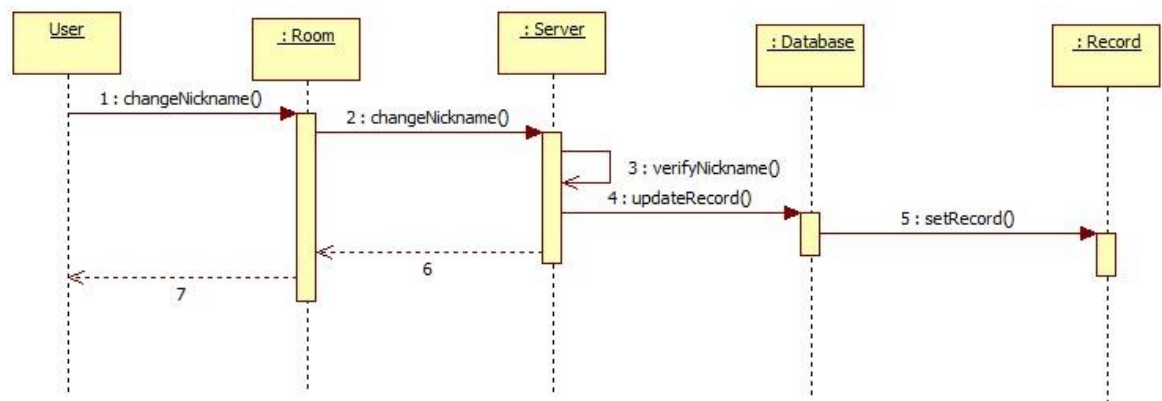 User
: Room
: Server
: Database
: Record
1 : changeNickname()
2 : changeNickname()
3 : verifyNickname()
4 : updateRecord()
5 : setRecord()
6
7